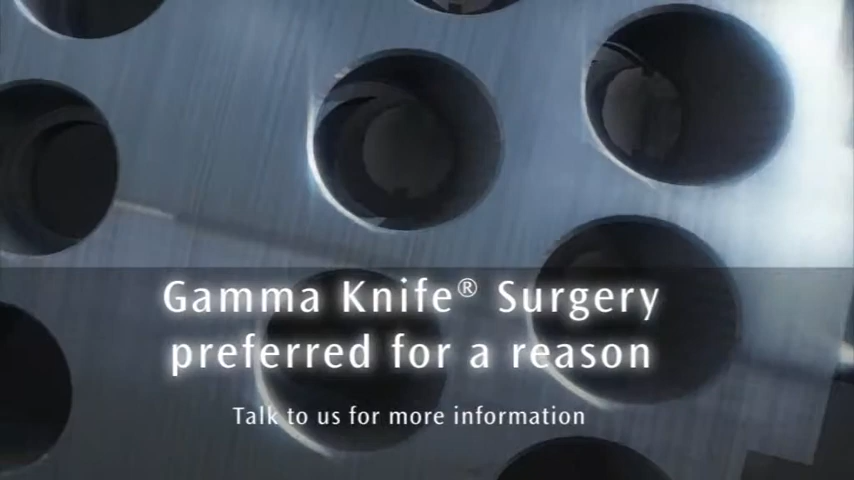 Gamma Knife® Surgery
preferred for a reason
Talk to us for more information